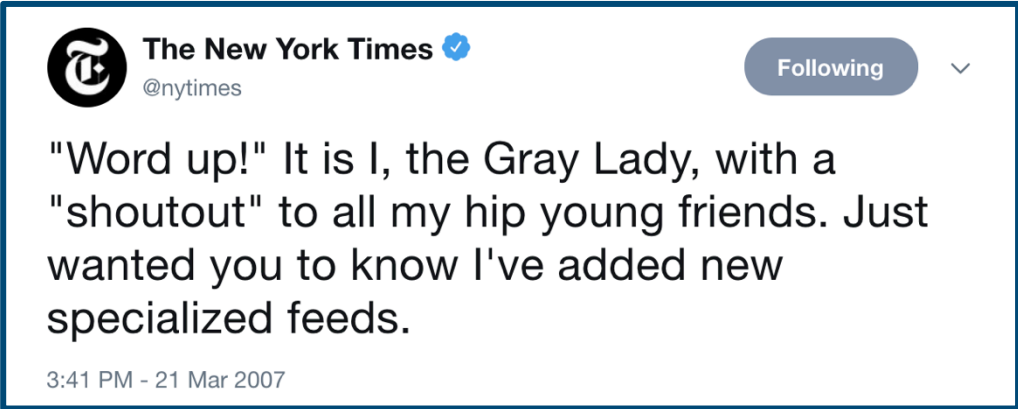 The New York Times
@nytimes
Following
"Word up!" It is I, the Gray Lady, with a
"shoutout" to all my hip young friends. Just
wanted you to know I've added new
specialized feeds.
3:41 PM - 21 Mar 2007